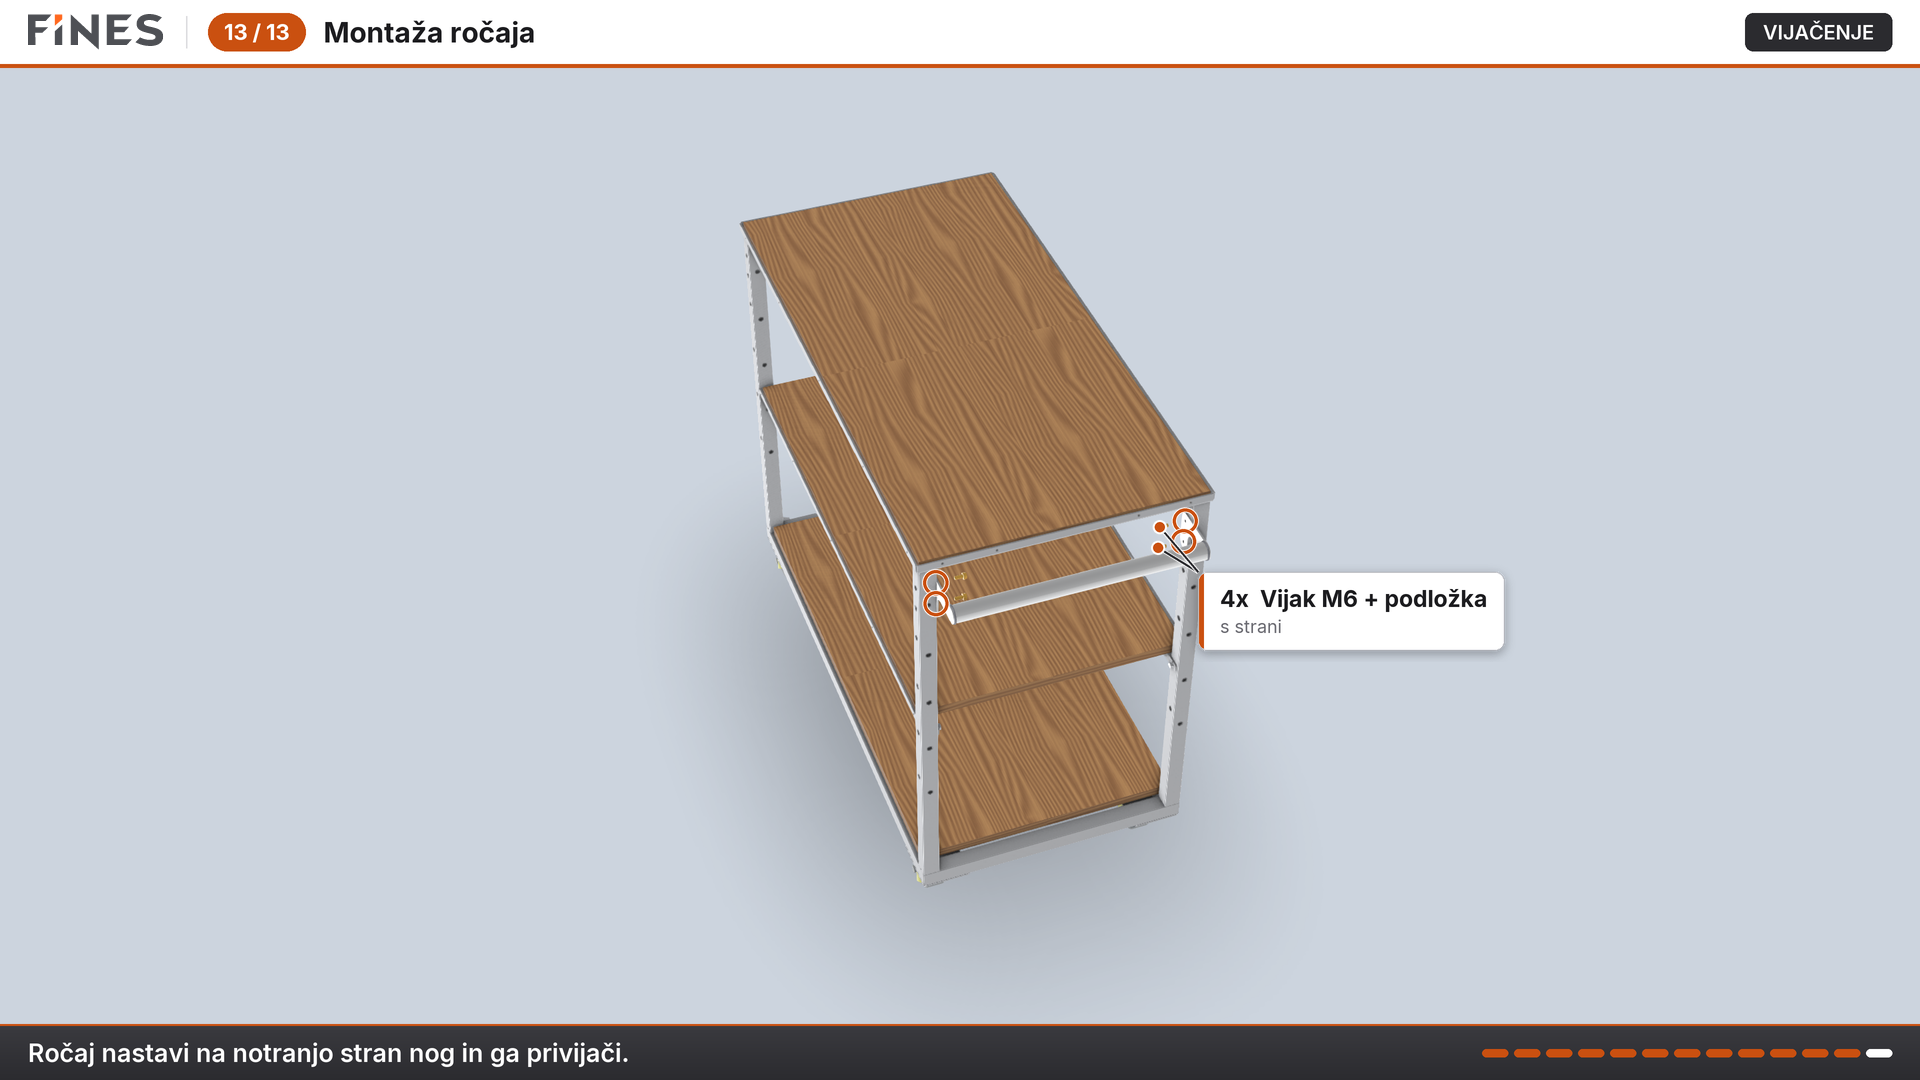 FINES
13 / 13
Montaža ročaja
VIJAČENJE
4x Vijak M6 + podložka
s strani
Ročaj nastavi na notranjo stran nog in ga privijači.